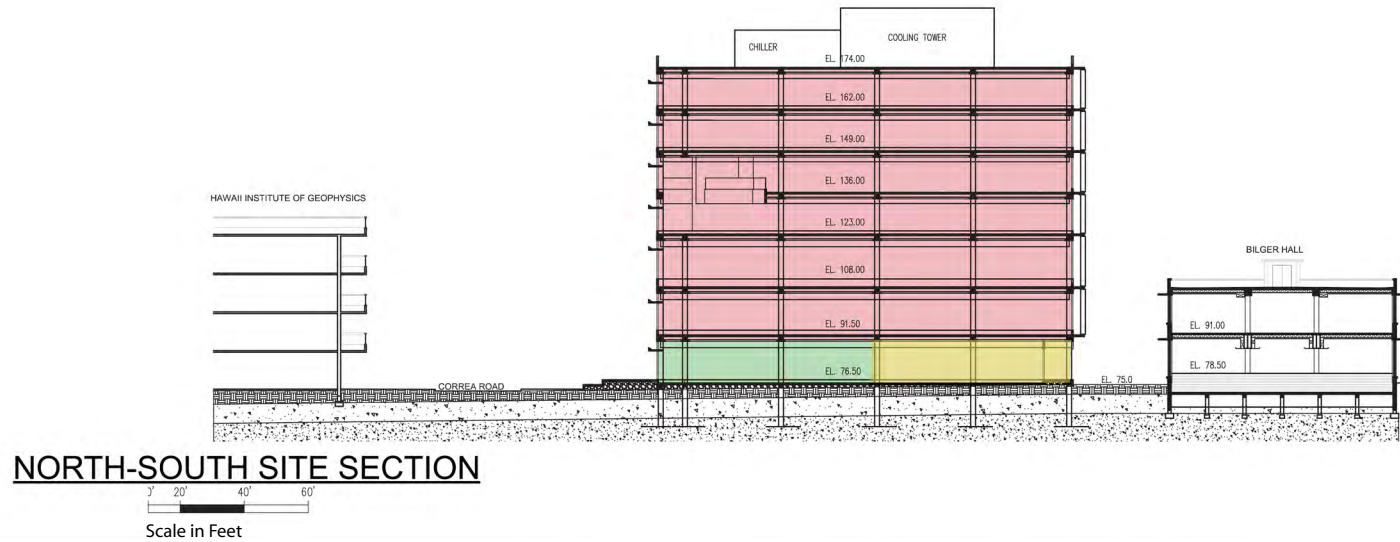 COOLING TOWER
CHILLER
EL. 174.00
EL. 162.00
EL. 149.00
EL. 136.00
HAWAII INSTITUTE OF GEOPHYSICS
EL. 123.00
BILGER HALL
EL. 108.00
EL. 91.50
EL. 91.00
EL. 78.50
EL. 76.50
EL. 75.0
CORREA ROAD
NORTH-SOUTH SITE SECTION
20' 40' 60'
Scale in Feet